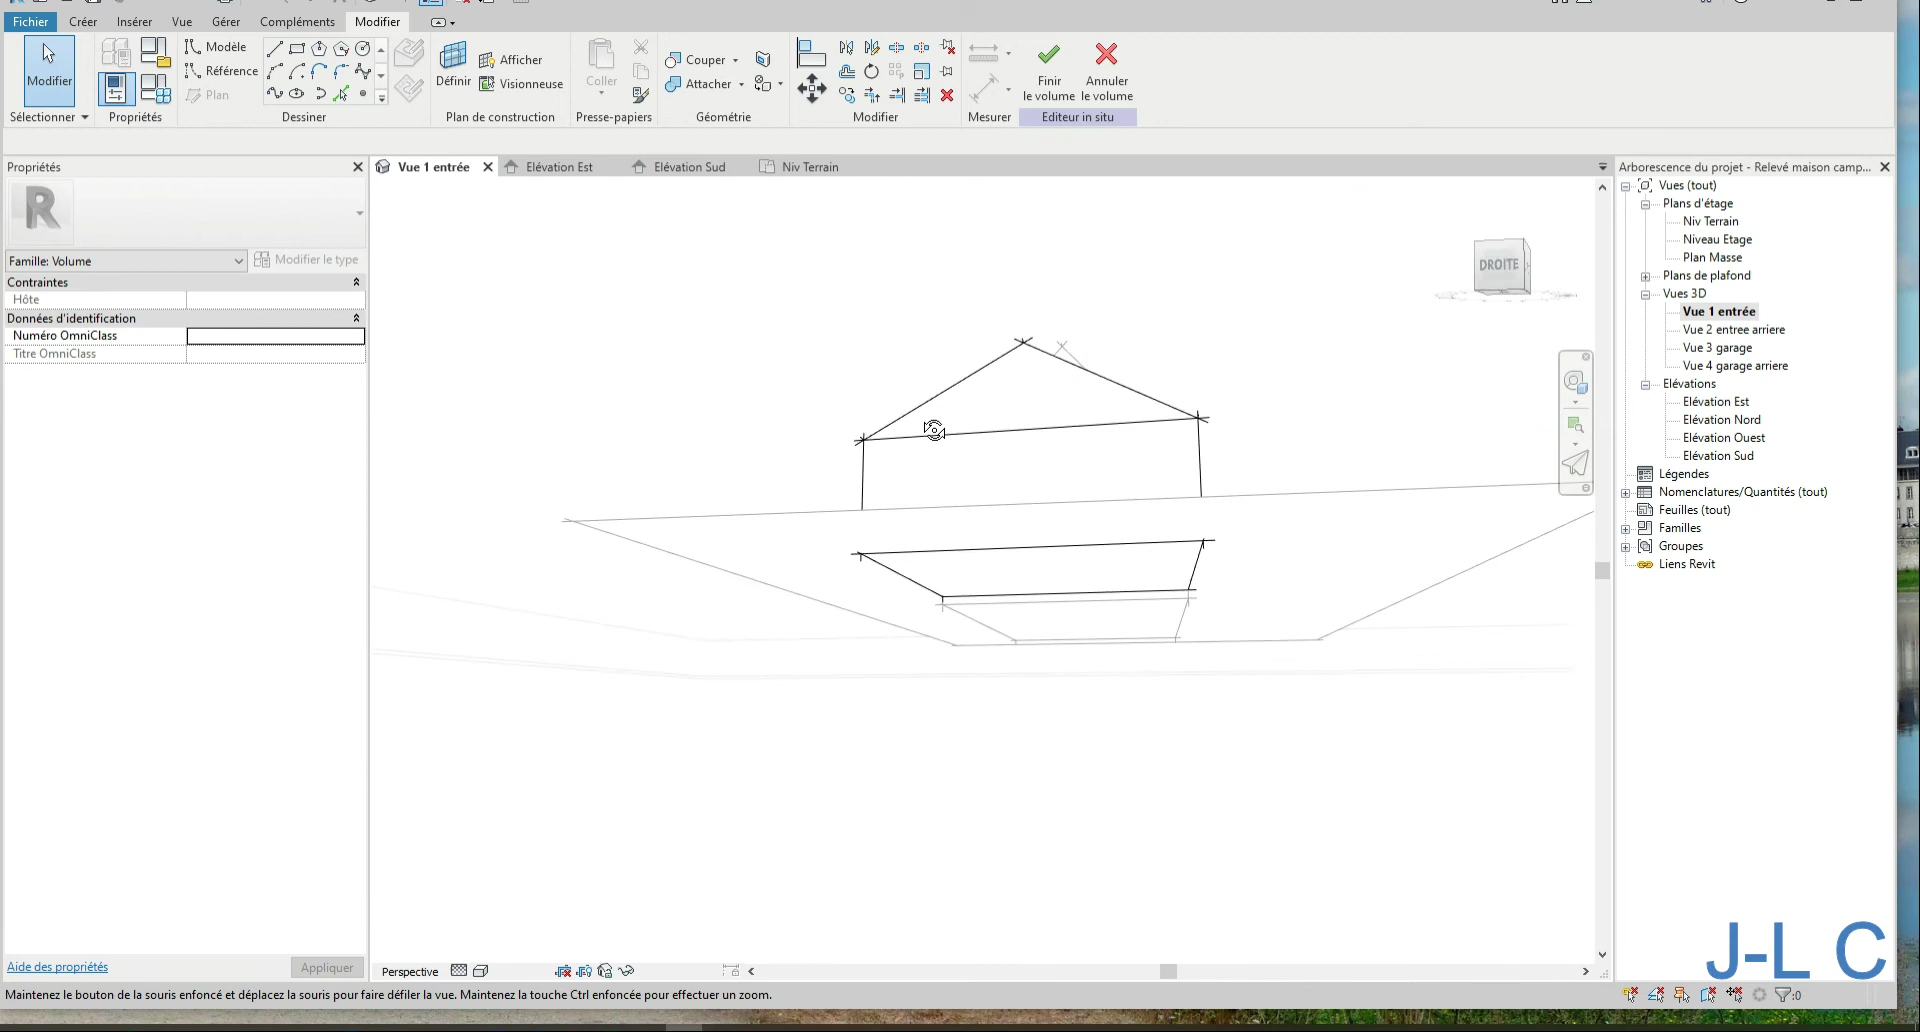 Fichier
Créer
Insérer
Vue
Gérer
Compléments
Modifier
Modifier
Sélectionner
Propriétés
Modèle
Référence
Plan
Dessiner
Définir
Afficher
Visionneuse
Plan de construction
Coller
Presse-papiers
Couper
Attacher
Géométrie
Modifier
Mesurer
Finir
le volume
Annuler
le volume
Editeur in situ
Propriétés
R
Famille: Volume
Modifier le type
Contraintes
Hôte
Données d'identification
Numéro OmniClass
Titre OmniClass
Aide des propriétés
Appliquer
Vue 1 entrée
Elévation Est
Elévation Sud
Niv Terrain
DROITE
Perspective
Arborescence du projet - Relevé maison camp...
Vues (tout)
Plans d'étage
Niv Terrain
Niveau Etage
Plan Masse
Plans de plafond
Vues 3D
Vue 1 entrée
Vue 2 entree arriere
Vue 3 garage
Vue 4 garage arriere
Elévations
Elévation Est
Elévation Nord
Elévation Ouest
Elévation Sud
Légendes
Nomenclatures/Quantités (tout)
Feuilles (tout)
Familles
Groupes
Liens Revit
J-L C
Maintenez le bouton de la souris enfoncé et déplacez la souris pour faire défiler la vue. Maintenez la touche Ctrl enfoncée pour effectuer un zoom.
:0